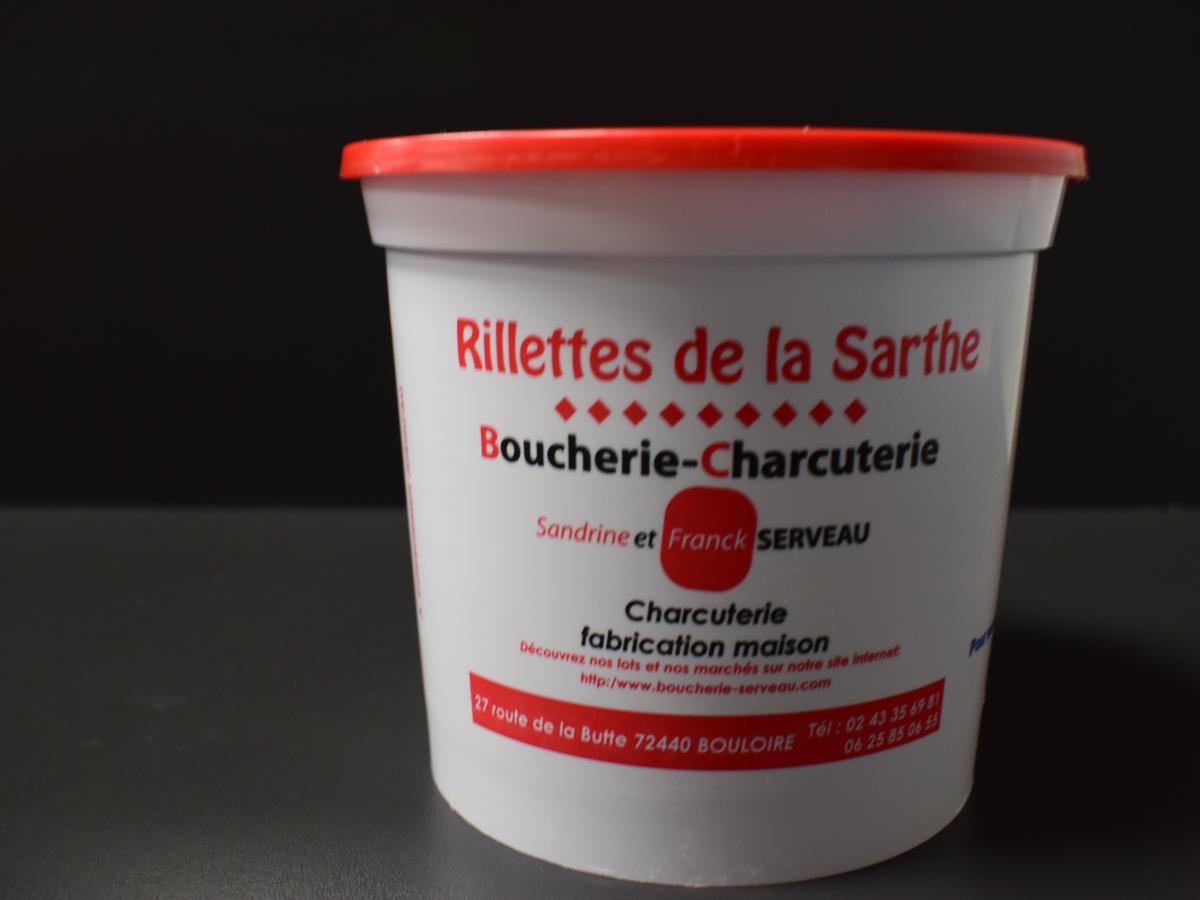 Rillettes de la Sarthe
Boucherie-Charcuterie
Sandrine et Franck SERVEAU
Charcuterie
fabrication maison
Découvrez nos lots et nos marchés sur notre site internet:
http:/www.boucherie-serveau.com
27 route de la Butte 72440 BOULOIRE Tél : 02 43 35 69 81
06 25 85 06 55
Pour